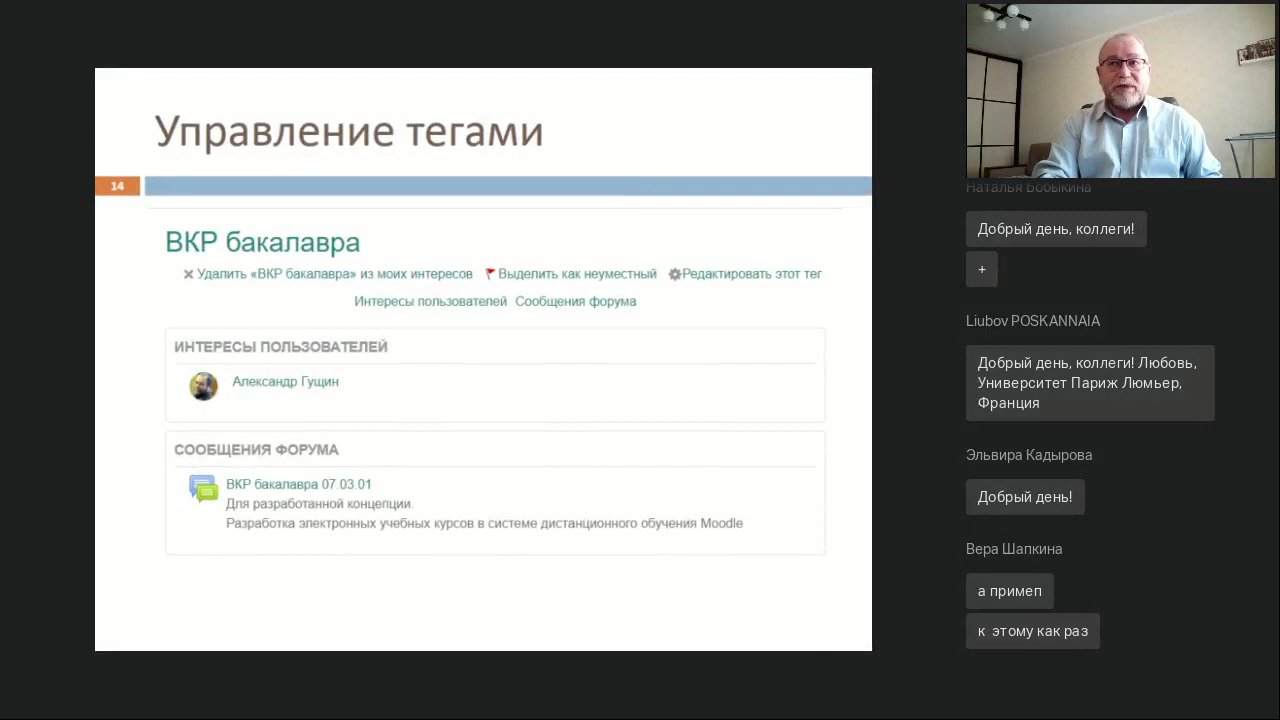 Управление тегами
14
ВКР бакалавра
Удалить «ВКР бакалавра» из моих интересов Выделить как неуместный Редактировать этот тег
Интересы пользователей Сообщения форума
ИНТЕРЕСЫ ПОЛЬЗОВАТЕЛЕЙ
Александр Гущин
СООБЩЕНИЯ ФОРУМА
ВКР бакалавра 07.03.01
Для разработанной концепции.
Разработка электронных учебных курсов в системе дистанционного обучения Moodle
Наталья Бобыкина
Добрый день, коллеги!
+
Liubov POSKANNAIA
Добрый день, коллеги! Любовь,
Университет Париж Люмьер,
Франция
Эльвира Кадырова
Добрый день!
Вера Шапкина
а примеп
к этому как раз